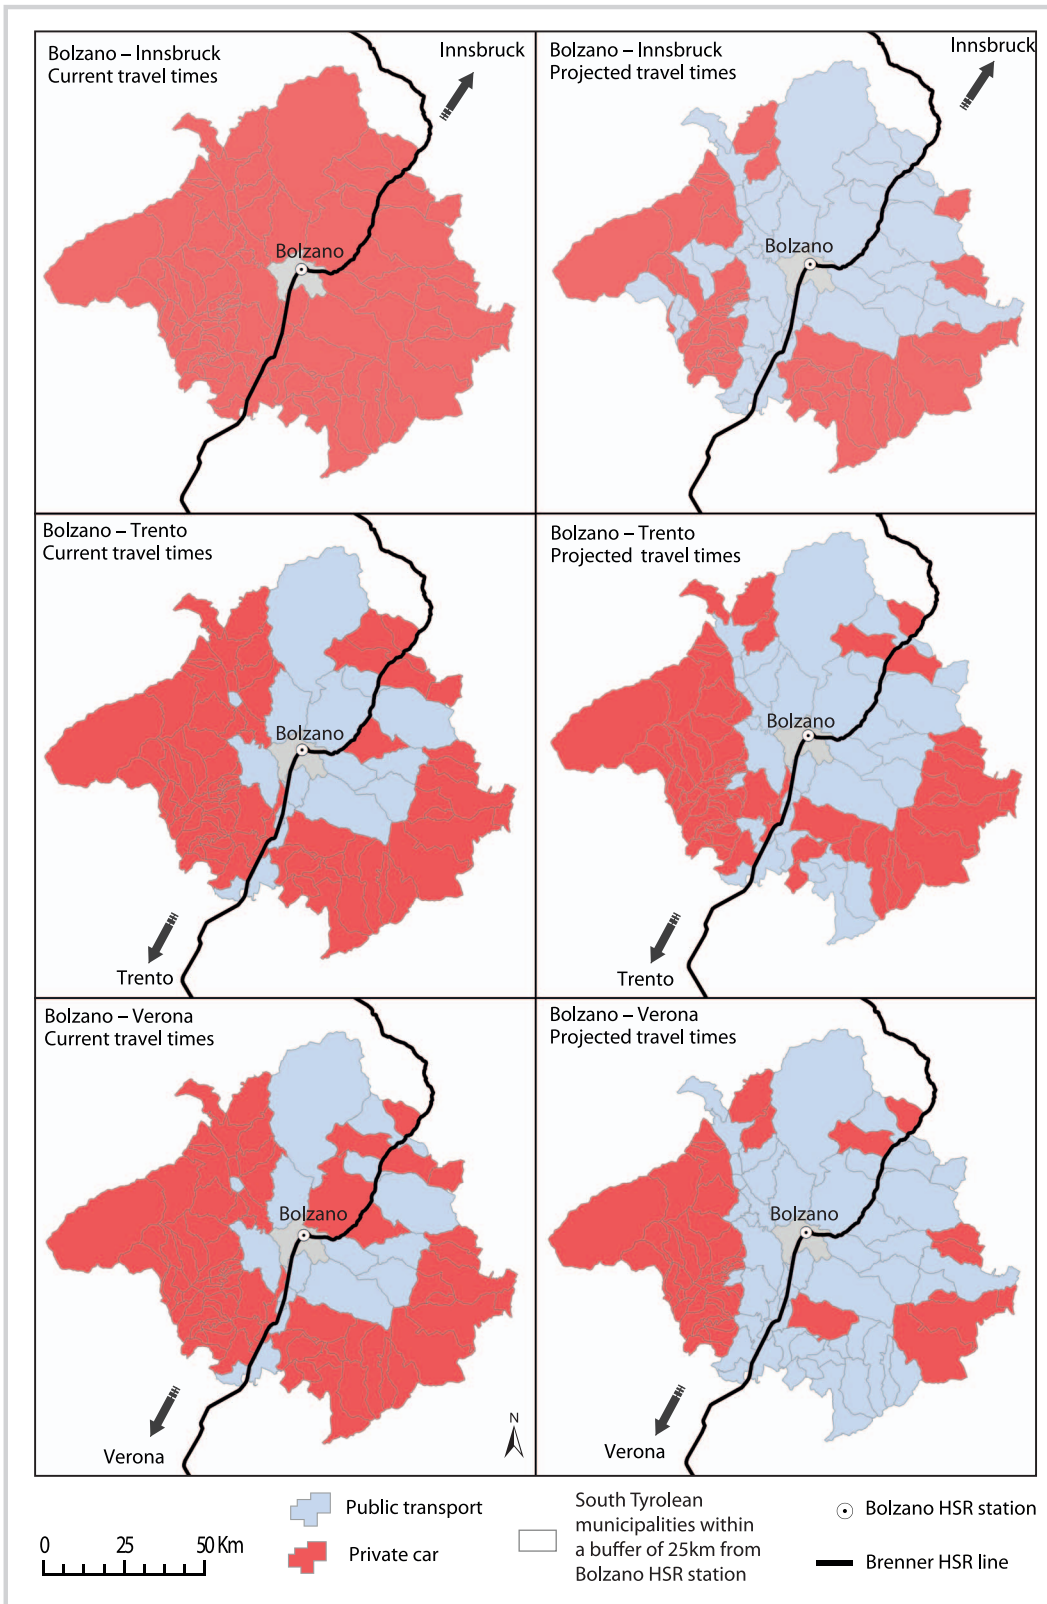 Bolzano – Innsbruck
Current travel times
Innsbruck
Bolzano
Bolzano – Innsbruck
Projected travel times
Innsbruck
Bolzano
Bolzano – Trento
Current travel times
Bolzano
Trento
Bolzano – Trento
Projected travel times
Bolzano
Trento
Bolzano – Verona
Current travel times
Bolzano
Verona
N
Bolzano – Verona
Projected travel times
Bolzano
Verona
0 25 50 Km
Public transport
Private car
South Tyrolean
municipalities within
a buffer of 25km from
Bolzano HSR station
Bolzano HSR station
Brenner HSR line